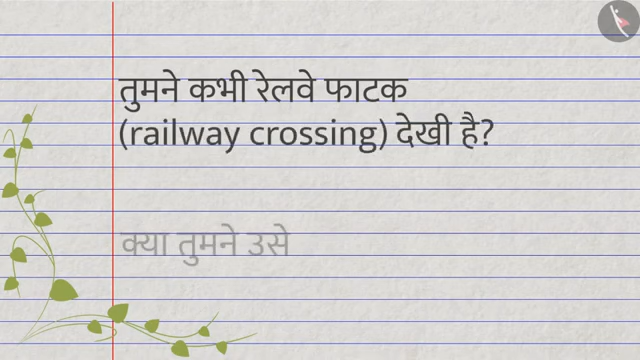 तुमने कभी रेलवे फाटक
(railway crossing) देखी है?
क्या तुमने उसे